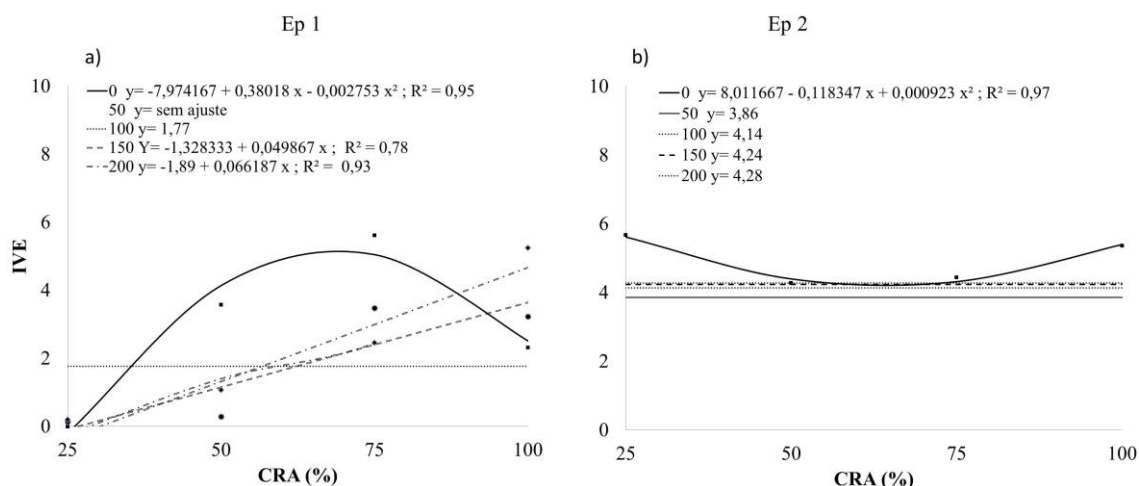 Ep 1
a)
10
0 y= -7,974167 + 0,38018 x - 0,002753 x² ; R² = 0,95
50 y= sem ajuste
100 y= 1,77
150 Y= -1,328333 + 0,049867 x ; R² = 0,78
200 y= -1,89 + 0,066187 x ; R² = 0,93
8
6
4
2
0
IVE
25
50
75
100
CRA (%)
Ep 2
b)
10
0 y= 8,011667 - 0,118347 x + 0,000923 x² ; R² = 0,97
50 y= 3,86
100 y= 4,14
150 y= 4,24
200 y= 4,28
8
6
4
2
0
25
50
75
100
CRA (%)